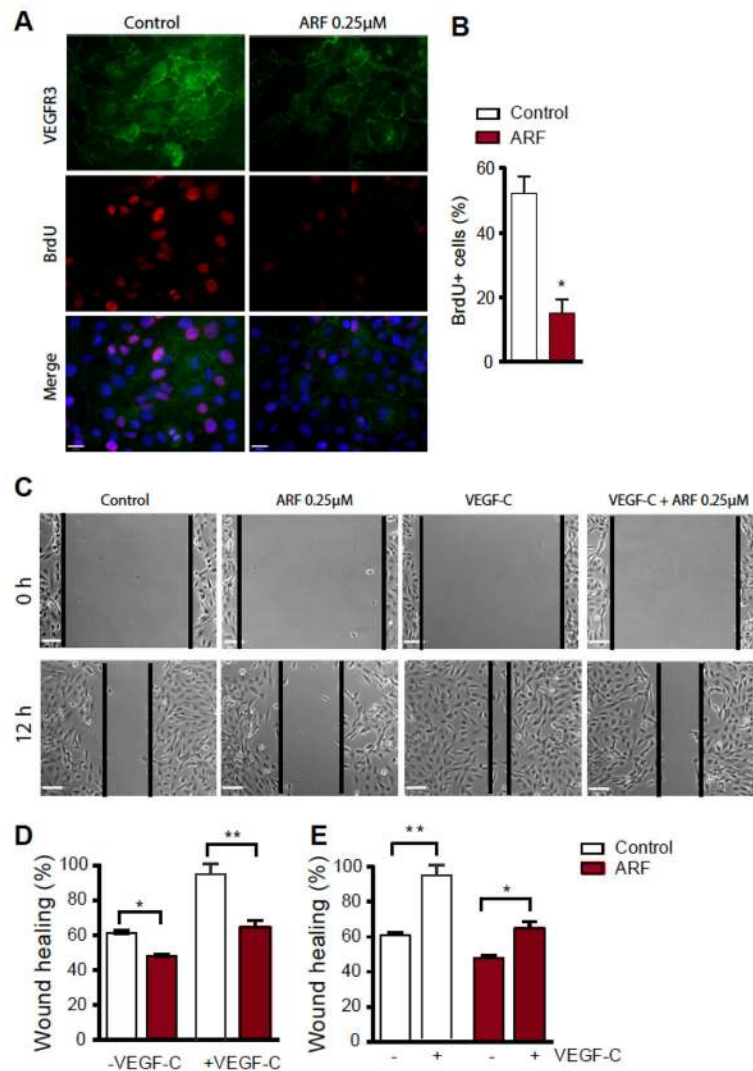 A
Control
ARF 0.25µM
VEGFR3
BrdU
Merge
B
Control
ARF
BrdU+ cells (%)
60
40
20
0
*
C
Control
ARF 0.25µM
VEGF-C
VEGF-C + ARF 0.25µM
0 h
12 h
D
Wound healing (%)
100
80
60
40
20
0
*
**
-VEGF-C
+VEGF-C
E
Wound healing (%)
100
80
60
40
20
0
**
*
- + - + VEGF-C
Control
ARF